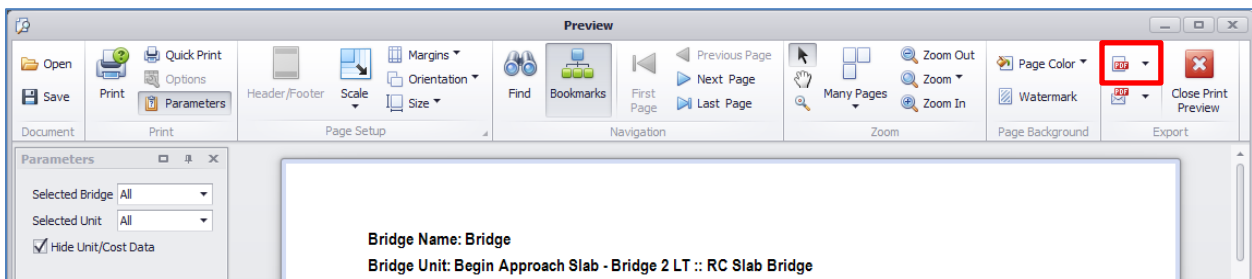 Preview
Open
Save
Document
Print
Quick Print
Options
Parameters
Print
Header/Footer
Scale
Margins
Orientation
Size
Page Setup
Find
Bookmarks
First
Page
Previous Page
Next Page
Last Page
Navigation
Many Pages
Zoom Out
Zoom
Zoom In
Zoom
Page Color
Watermark
Page Background
PDF
PDF
Close Print
Preview
Export
Parameters
Selected Bridge All
Selected Unit All
Hide Unit/Cost Data
Bridge Name: Bridge
Bridge Unit: Begin Approach Slab - Bridge 2 LT :: RC Slab Bridge